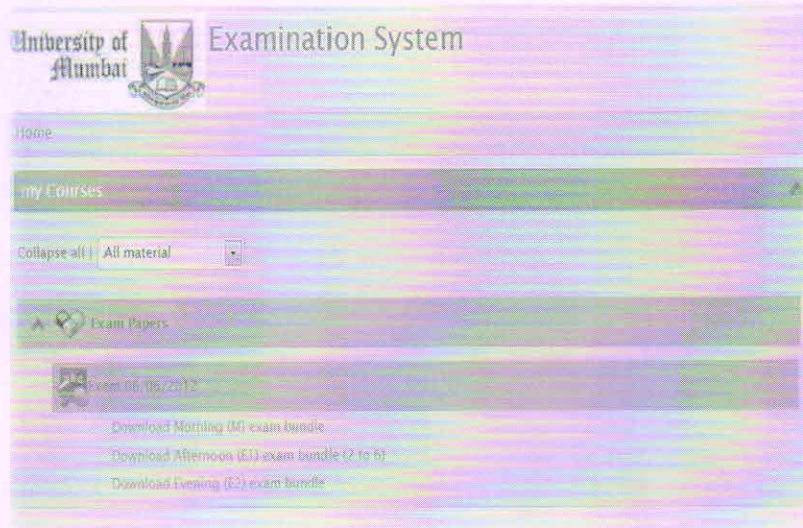 University of
Mumbai
Examination System
Home
my Courses
Collapse all | All material
Exam Papers
Exam 06/06/2012
Download Morning (M) exam bundle
Download Afternoon (E1) exam bundle (2 to 6)
Download Evening (E2) exam bundle